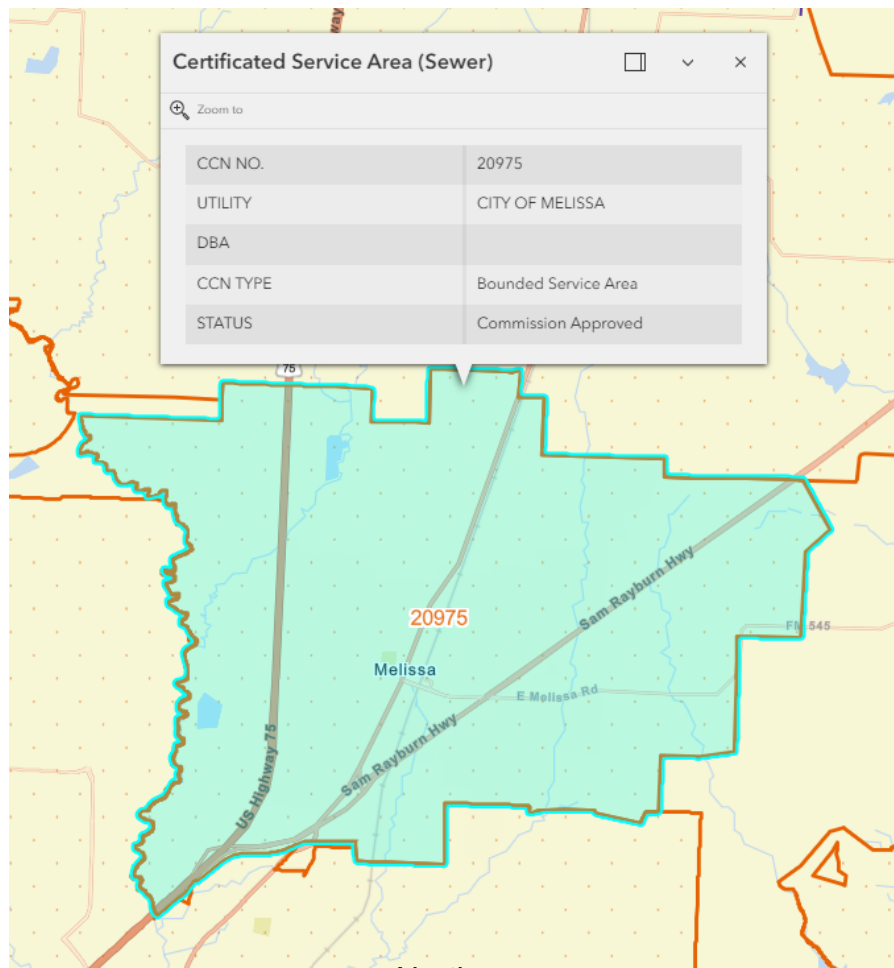 way
Certificated Service Area (Sewer)
Zoom to
CCN NO. 20975
UTILITY CITY OF MELISSA
DBA
CCN TYPE Bounded Service Area
STATUS Commission Approved
75
20975
Sam Rayburn Hwy
FM 545
Melissa
E Melissa Rd
US Highway 75
Sam Rayburn Hwy